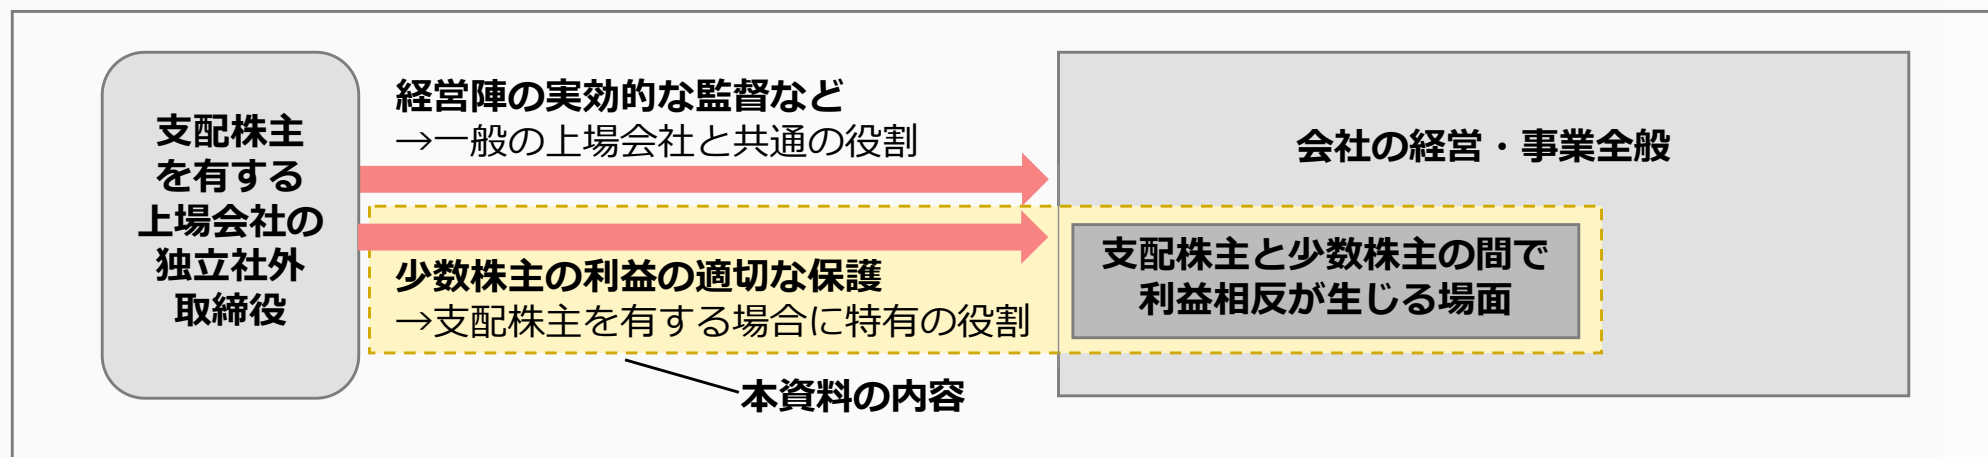 支配株主
を有する
上場会社の
独立社外
取締役
経営陣の実効的な監督など
→一般の上場会社と共通の役割
少数株主の利益の適切な保護
→支配株主を有する場合に特有の役割
本資料の内容
会社の経営・事業全般
支配株主と少数株主の間で
利益相反が生じる場面